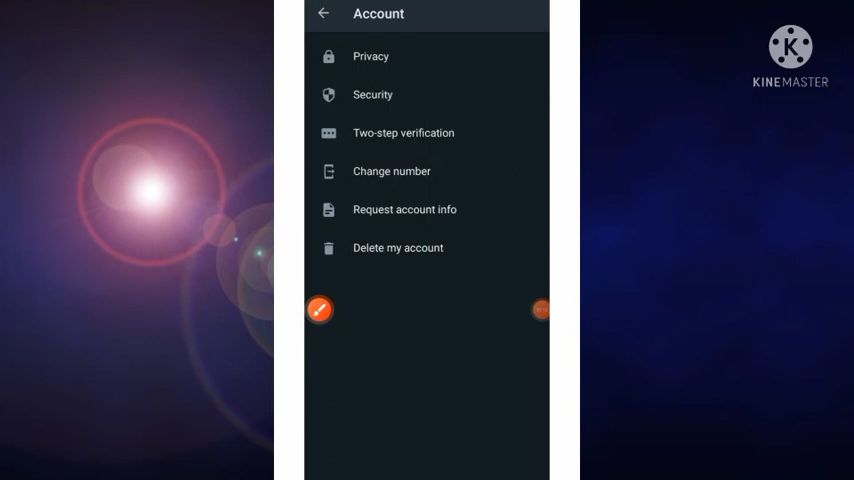 Account
Privacy
Security
Two-step verification
Change number
Request account info
Delete my account
K
KINEMASTER